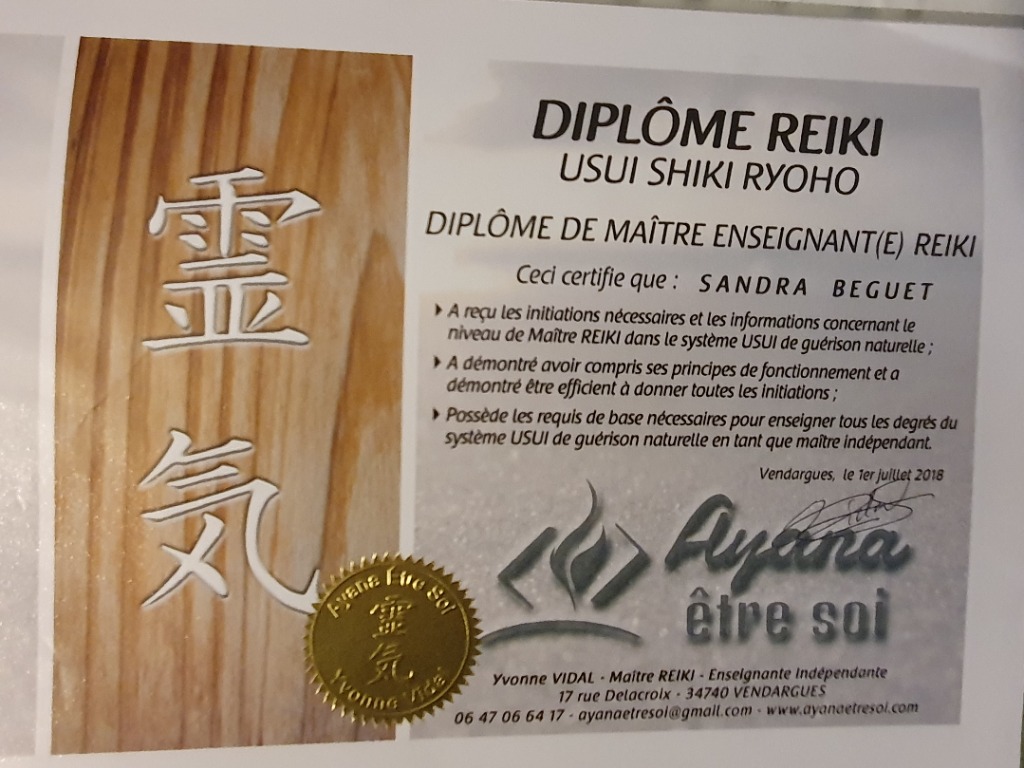 霊
気
DIPLÔME REIKI
USUI SHIKI RYOHO
DIPLÔME DE MAÎTRE ENSEIGNANT(E) REIKI
Ceci certifie que : SANDRA BEGUET
A reçu les initiations nécessaires et les informations concernant le
niveau de Maître REIKI dans le système USUI de guérison naturelle ;
A démontré avoir compris ses principes de fonctionnement et a
démontré être efficient à donner toutes les initiations ;
Possède les requis de base nécessaires pour enseigner tous les degrés du
système USUI de guérison naturelle en tant que maître indépendant.
Vendargues, le 1er juillet 2018
Ayana
être soi
Ayana Être Soi
霊
気
Yvonne Vidal
Yvonne VIDAL - Maître REIKI - Enseignante Indépendante
17 rue Delacroix - 34740 VENDARGUES
06 47 06 64 17 - ayanaetresoi@gmail.com - www.ayanaetresoi.com